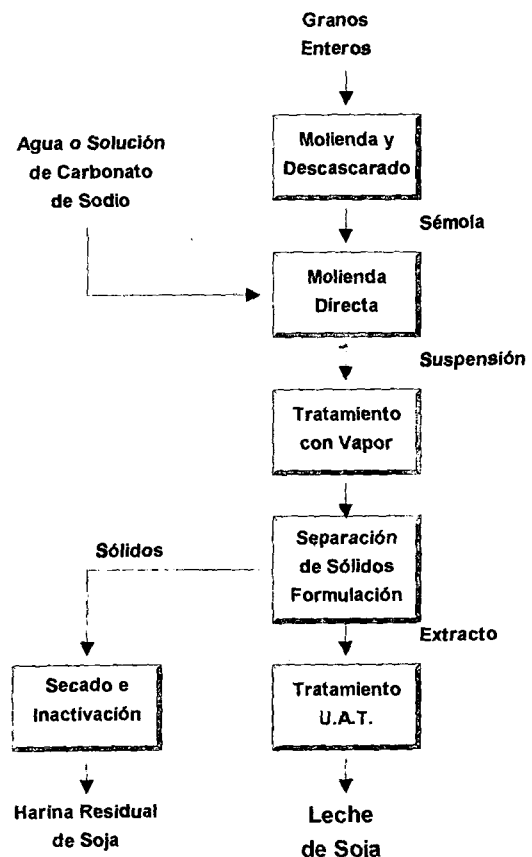 Granos
Enteros
Molienda y
Descascarado
Agua o Solución
de Carbonato
de Sodio
Sémola
Molienda
Directa
Suspensión
Tratamiento
con Vapor
Separación
de Sólidos
Formulación
Sólidos
Extracto
Secado e
Inactivación
Tratamiento
U.A.T.
Harina Residual
de Soja
Leche
de Soja